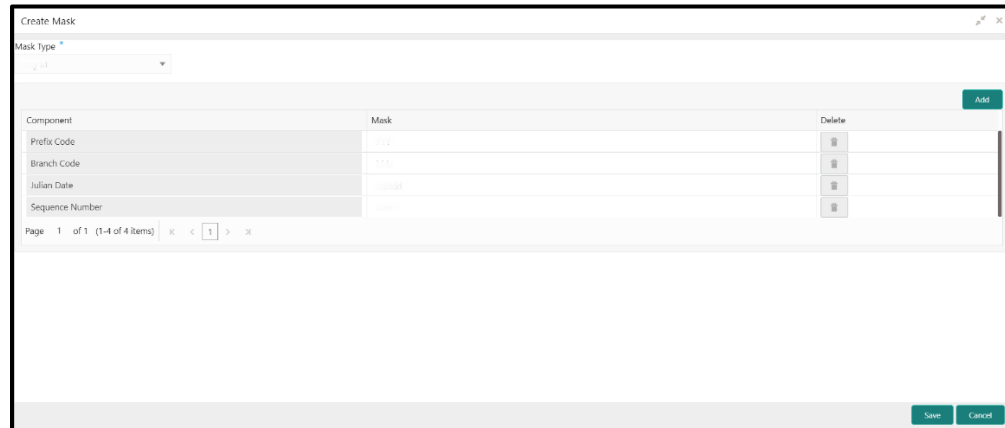 Create Mask
Mask Type *
Add
Component Mask Delete
Prefix Code
Branch Code
Julian Date
Sequence Number
Page 1 of 1 (1-4 of 4 items) 1
Save Cancel